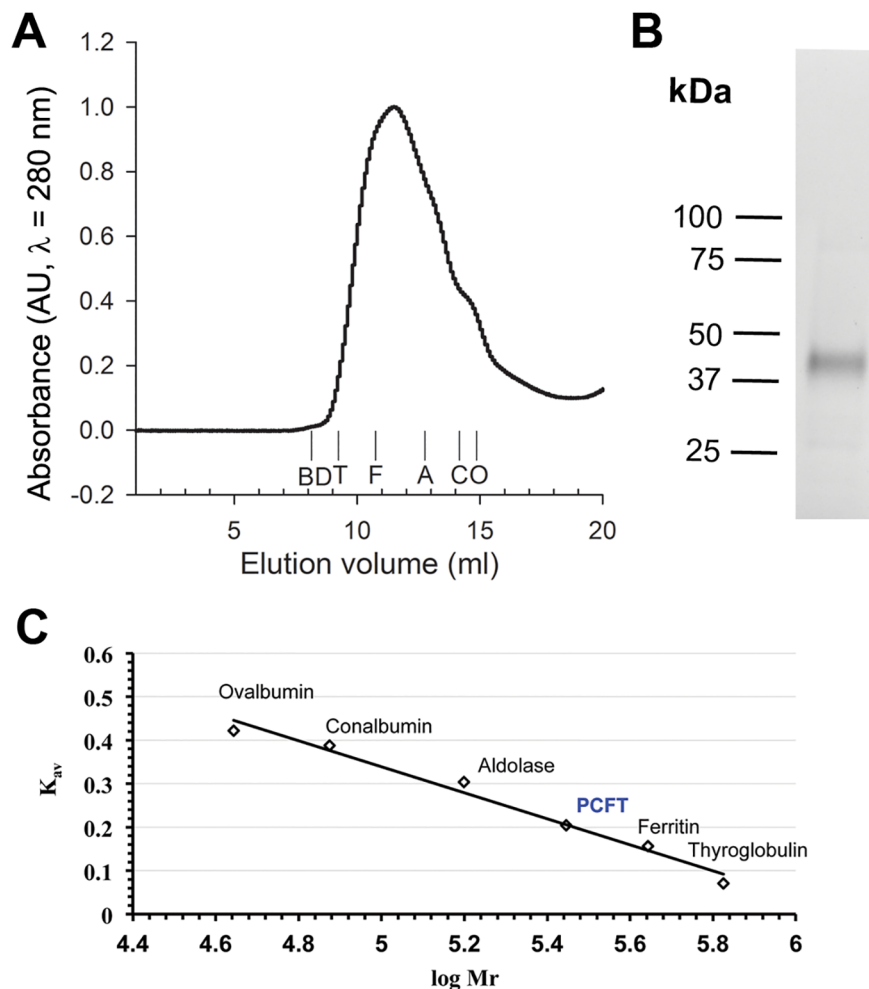 A
Absorbance (AU, λ = 280 nm)
1.2
1.0
0.8
0.6
0.4
0.2
0.0
-0.2
BD T F A C O
5 10 15 20
Elution volume (ml)
B
kDa
100
75
50
37
25
C
K_av
0.6
0.5
0.4
0.3
0.2
0.1
0
Ovalbumin
Conalbumin
Aldolase
PCFT
Ferritin
Thyroglobulin
4.4 4.6 4.8 5 5.2 5.4 5.6 5.8 6
log Mr